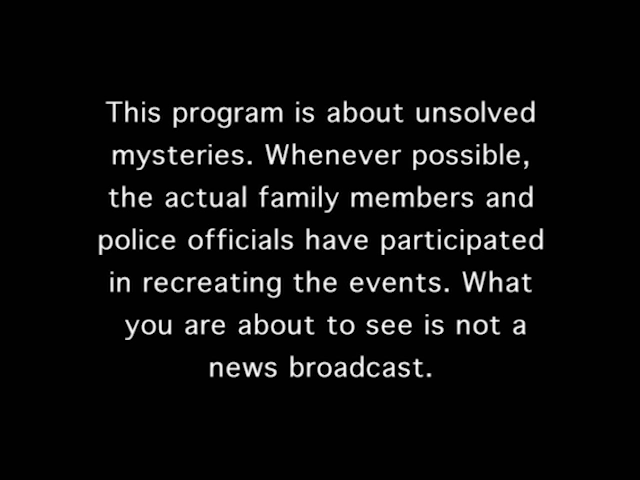 This program is about unsolved
mysteries. Whenever possible,
the actual family members and
police officials have participated
in recreating the events. What
you are about to see is not a
news broadcast.